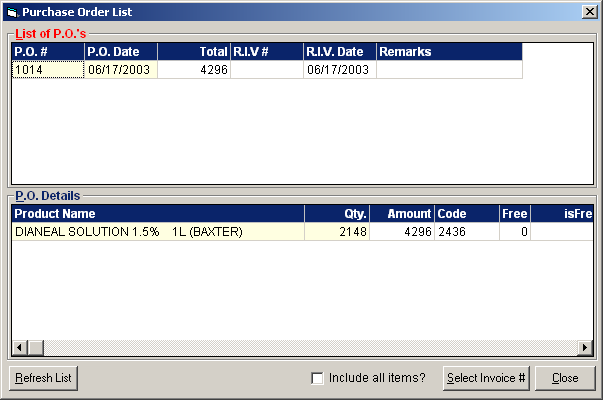 Purchase Order List
List of P.O.'s
P.O. # P.O. Date Total R.I.V # R.I.V. Date Remarks
1014 06/17/2003 4296 06/17/2003
P.O. Details
Product Name Qty. Amount Code Free isFre
DIANEAL SOLUTION 1.5% 1L (BAXTER) 2148 4296 2436 0
Refresh List Include all items? Select Invoice # Close